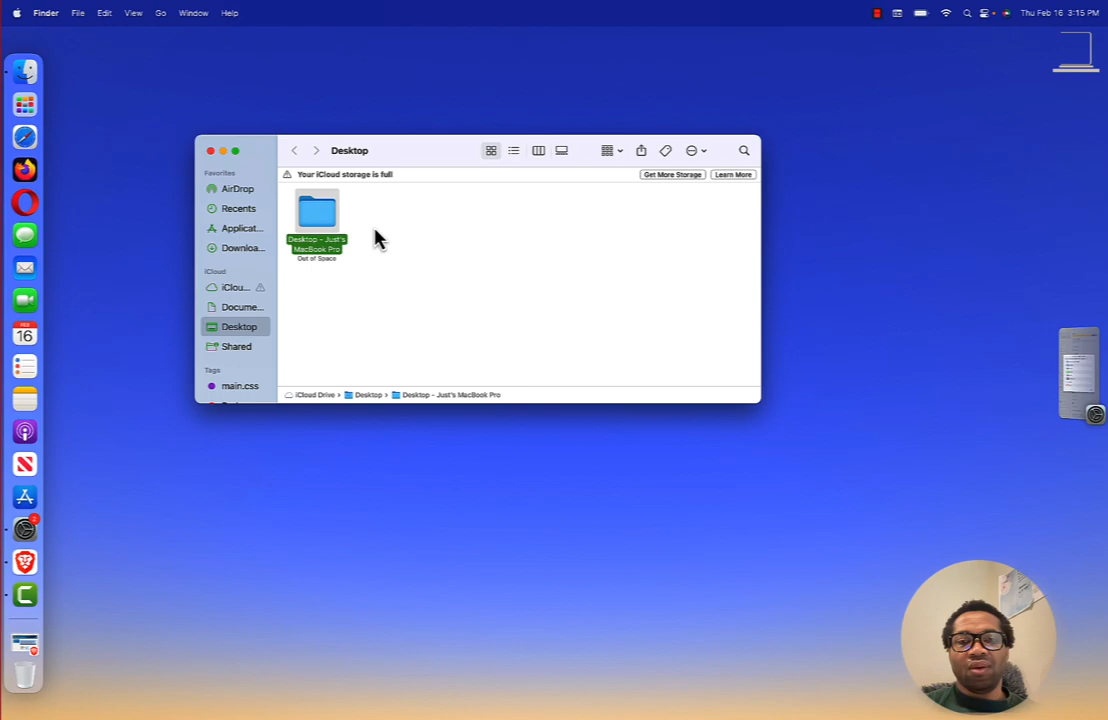 Finder File Edit View Go Window Help
Thu Feb 16 3:15 PM
Desktop
Favorites
AirDrop
Recents
Applicat...
Downloa...
iCloud
iClou...
Docume...
Desktop
Shared
Tags
main.css
Your iCloud storage is full
Get More Storage
Learn More
Desktop - Just's
MacBook Pro
Out of Space
iCloud Drive › Desktop › Desktop - Just's MacBook Pro
FEB
16
2